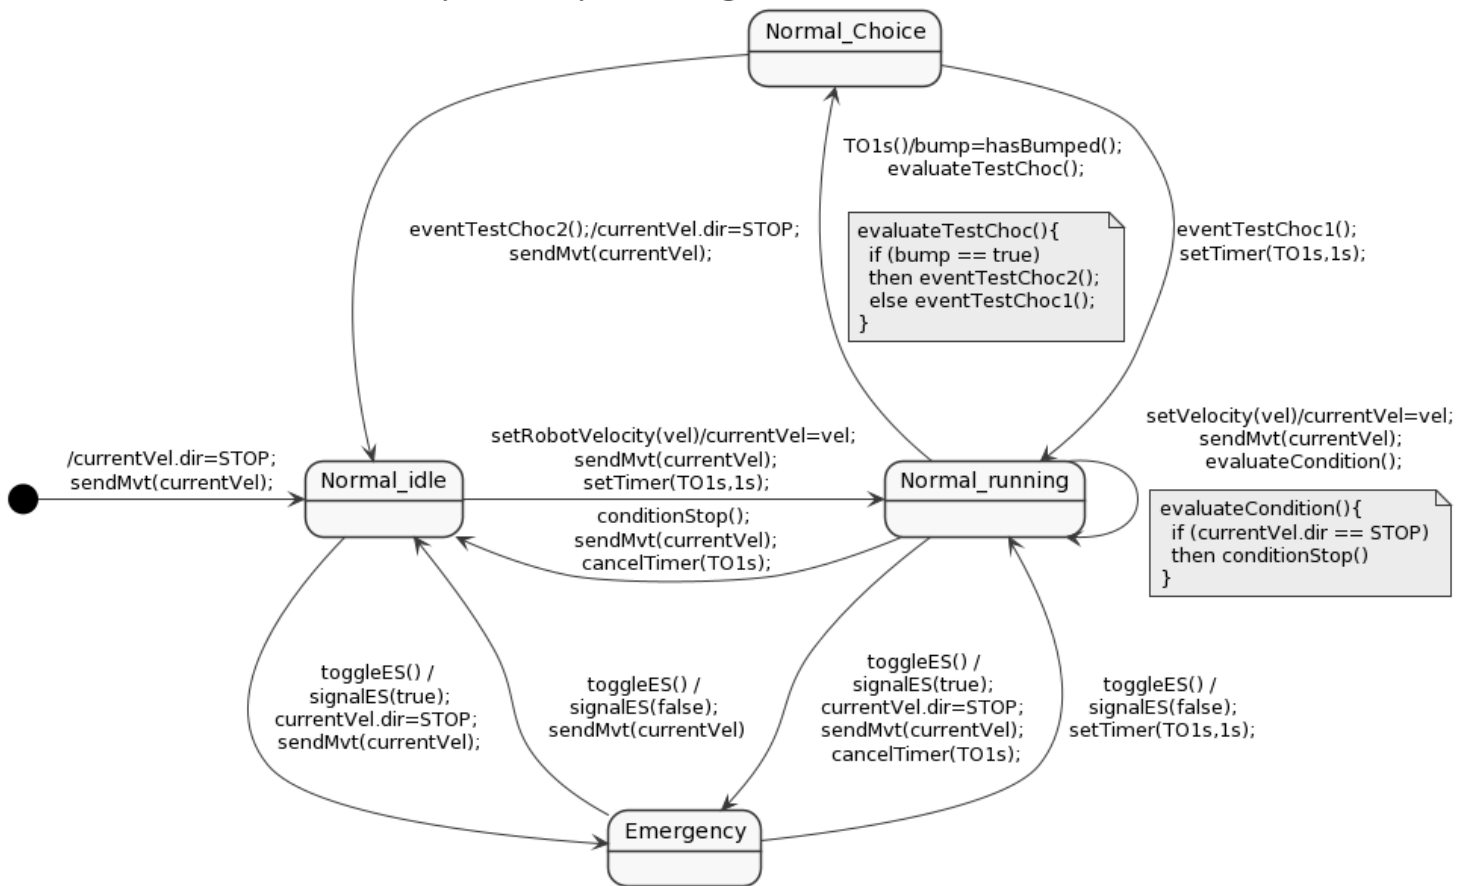 Normal_Choice
TO1s()/bump=hasBumped();
evaluateTestChoc();
eventTestChoc2();/currentVel.dir=STOP;
sendMvt(currentVel);
evaluateTestChoc(){
if (bump == true)
then eventTestChoc2();
else eventTestChoc1();
}
eventTestChoc1();
setTimer(TO1s,1s);
/currentVel.dir=STOP;
sendMvt(currentVel);
Normal_idle
setRobotVelocity(vel)/currentVel=vel;
sendMvt(currentVel);
setTimer(TO1s,1s);
conditionStop();
sendMvt(currentVel);
cancelTimer(TO1s);
Normal_running
setVelocity(vel)/currentVel=vel;
sendMvt(currentVel);
evaluateCondition();
evaluateCondition(){
if (currentVel.dir == STOP)
then conditionStop()
}
toggleES() /
signalES(true);
currentVel.dir=STOP;
sendMvt(currentVel);
toggleES() /
signalES(false);
sendMvt(currentVel)
toggleES() /
signalES(true);
currentVel.dir=STOP;
sendMvt(currentVel);
cancelTimer(TO1s);
toggleES() /
signalES(false);
setTimer(TO1s,1s);
Emergency